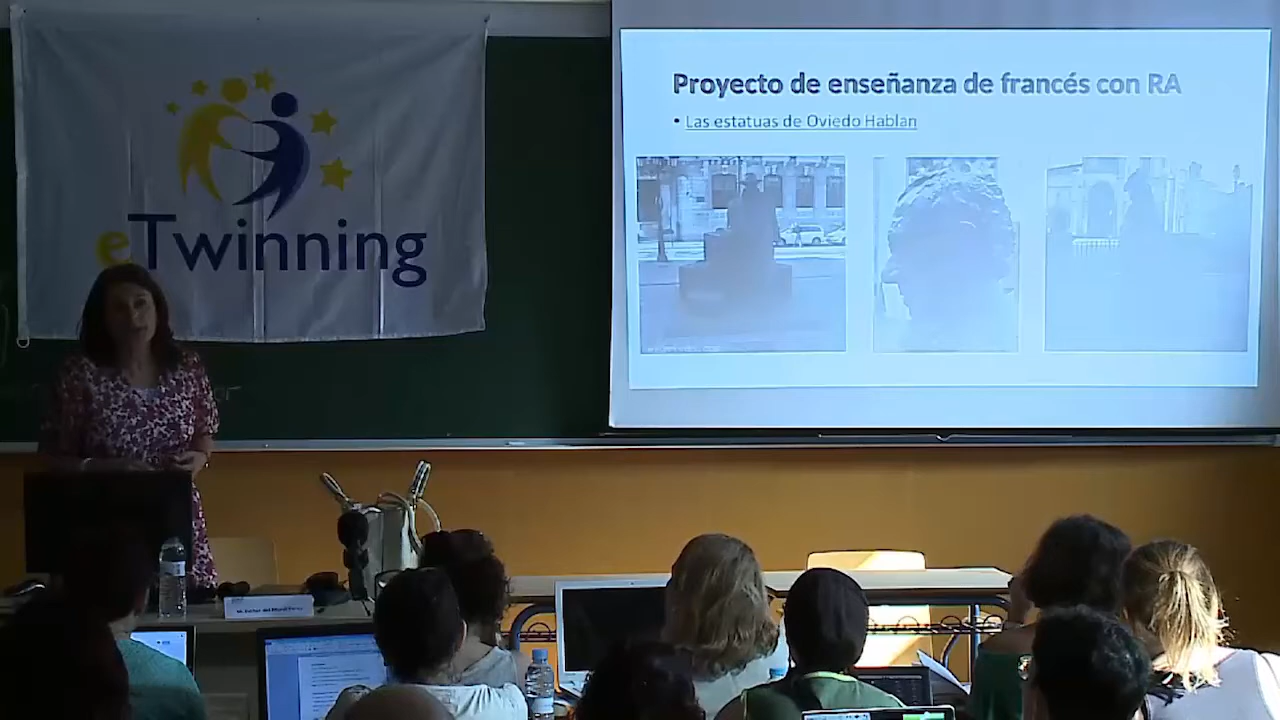 eTwinning
Proyecto de enseñanza de francés con RA
• Las estatuas de Oviedo Hablan